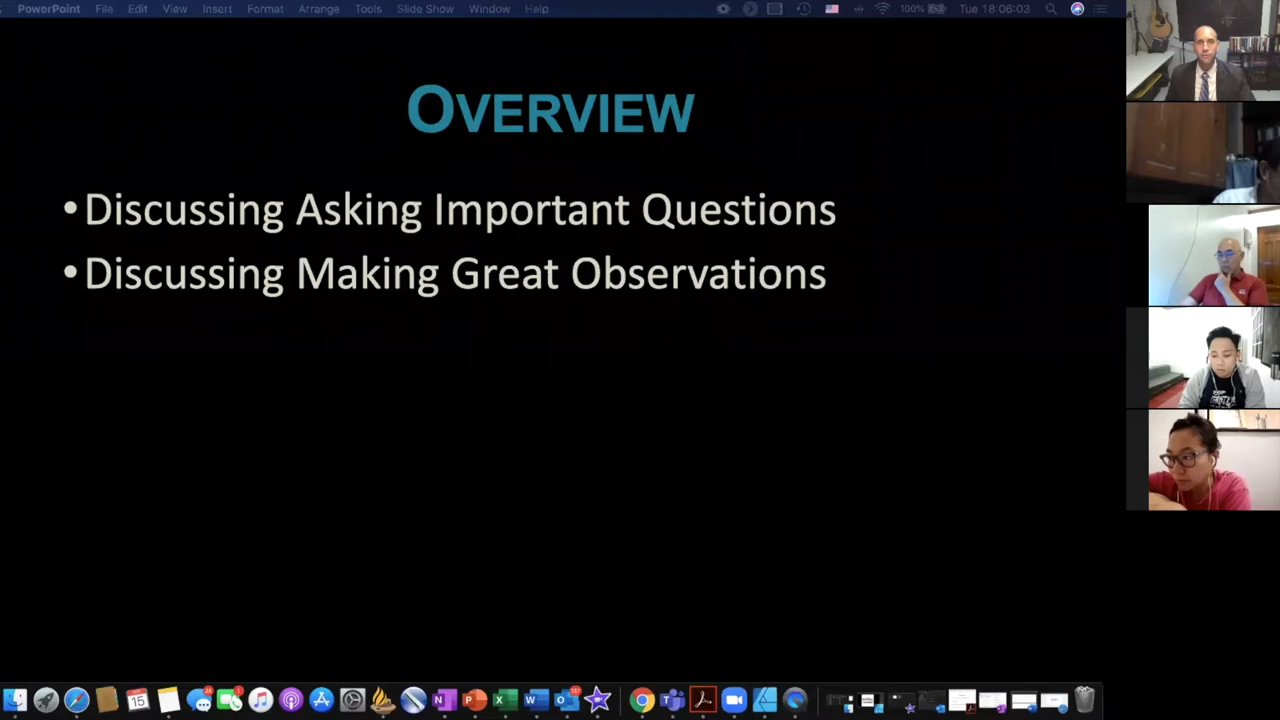 PowerPoint File Edit View Insert Format Arrange Tools Slide Show Window Help 100% Tue 18:06:03
OVERVIEW
•Discussing Asking Important Questions
•Discussing Making Great Observations
15